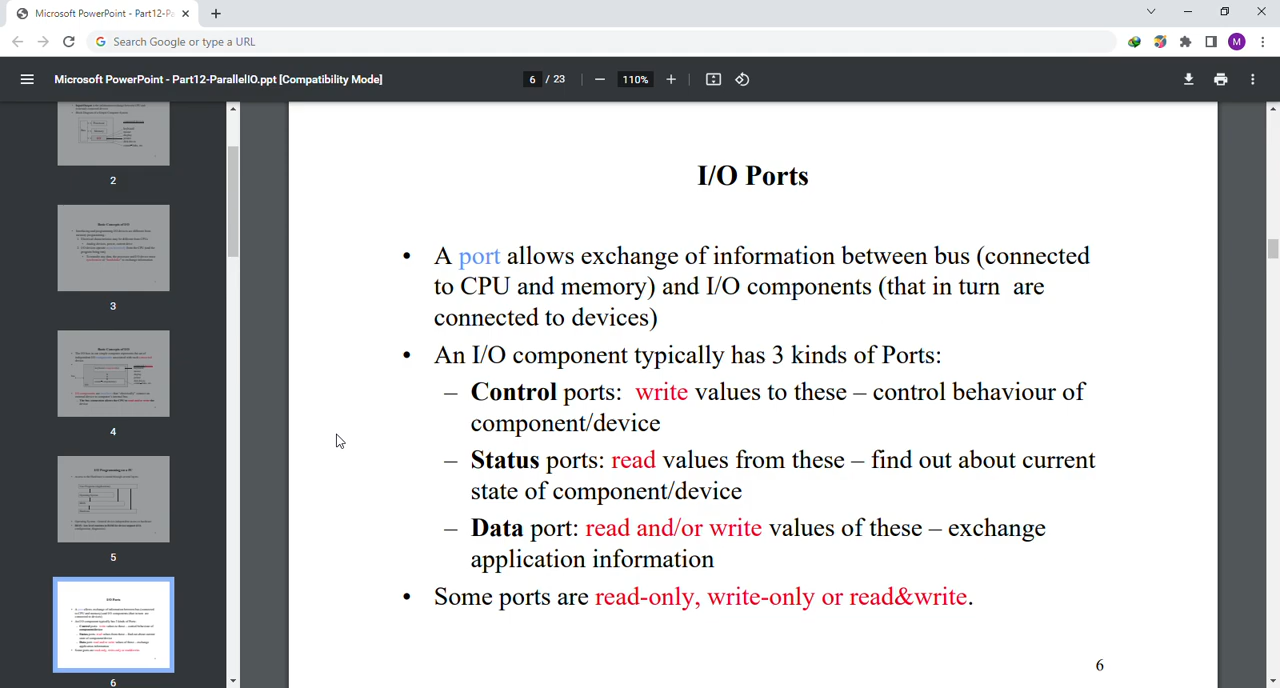 Microsoft PowerPoint - Part12-Pa
Search Google or type a URL
M
Microsoft PowerPoint - Part12-ParallelIO.ppt [Compatibility Mode]
6 / 23
110%
2
3
4
5
6
I/O Ports
• A port allows exchange of information between bus (connected
to CPU and memory) and I/O components (that in turn are
connected to devices)
• An I/O component typically has 3 kinds of Ports:
– Control ports: write values to these – control behaviour of
component/device
– Status ports: read values from these – find out about current
state of component/device
– Data port: read and/or write values of these – exchange
application information
• Some ports are read-only, write-only or read&write.
6